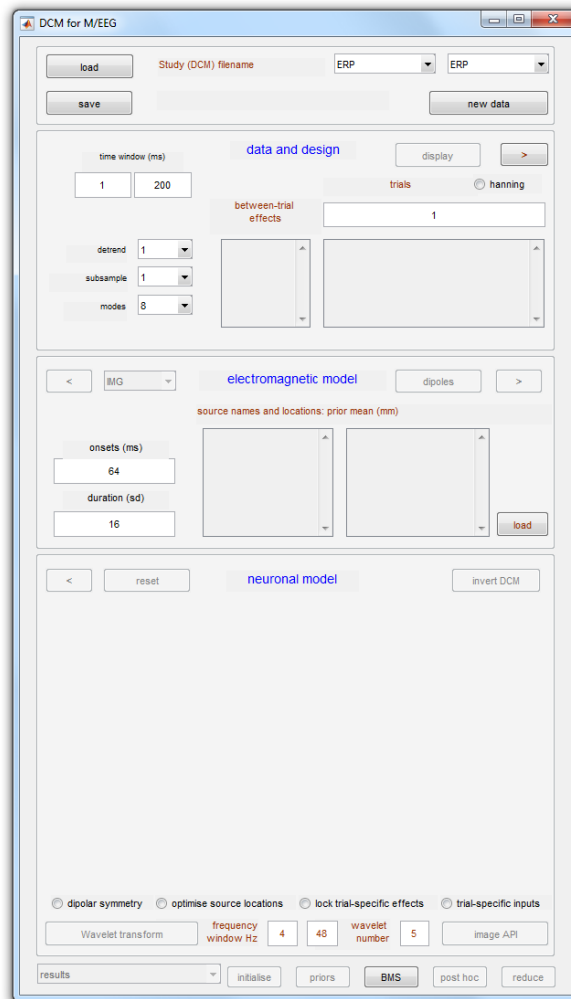 DCM for M/EEG
load Study (DCM) filename ERP ERP
save new data
data and design display >
time window (ms)
1 200 trials hanning
between-trial
effects 1
detrend 1
subsample 1
modes 8
< IMG electromagnetic model dipoles >
source names and locations: prior mean (mm)
onsets (ms)
64
duration (sd)
16 load
< reset neuronal model invert DCM
dipolar symmetry optimise source locations lock trial-specific effects trial-specific inputs
Wavelet transform frequency
window Hz 4 48 wavelet
number 5 image API
results initialise priors BMS post hoc reduce